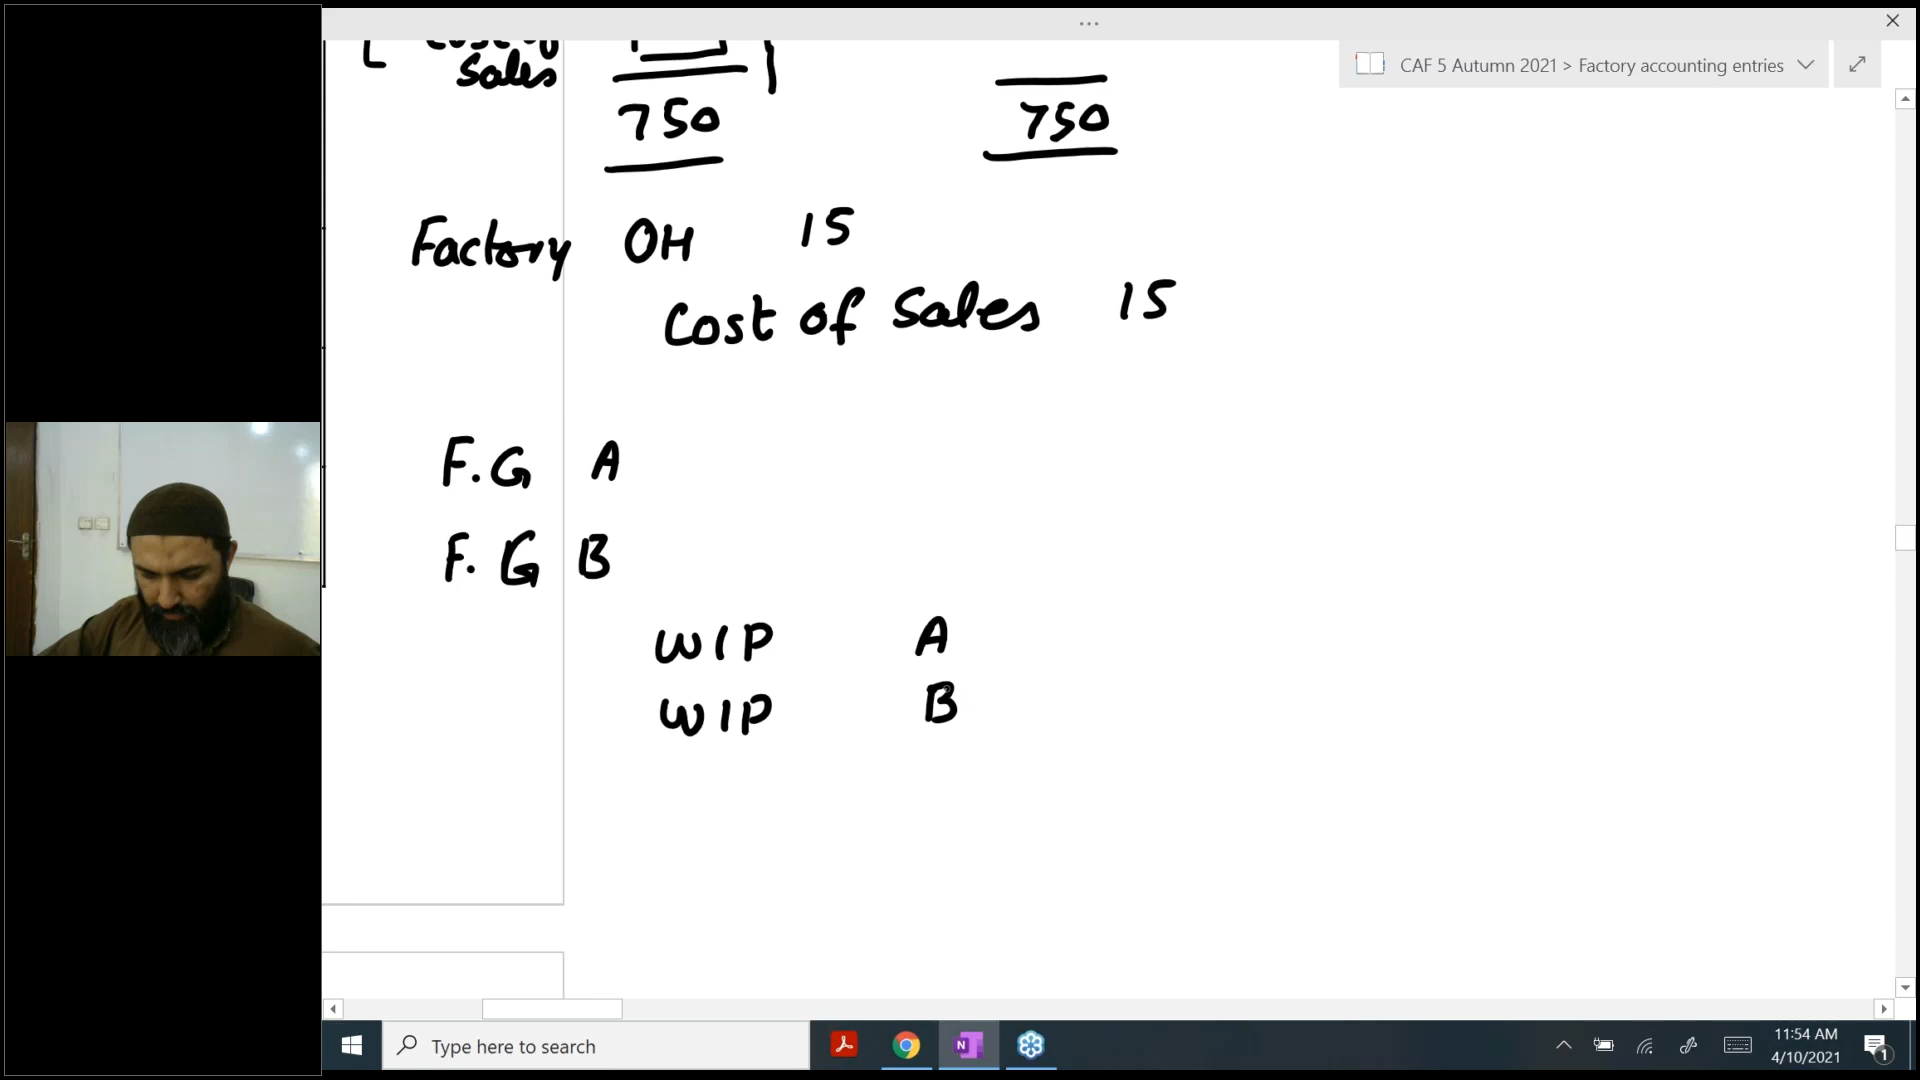 ...
CAF 5 Autumn 2021 > Factory accounting entries
Sales
750 750
Factory OH 15
Cost of Sales 15
F.G A
F.G B
WIP A
WIP B
Type here to search
N
11:54 AM
4/10/2021
1